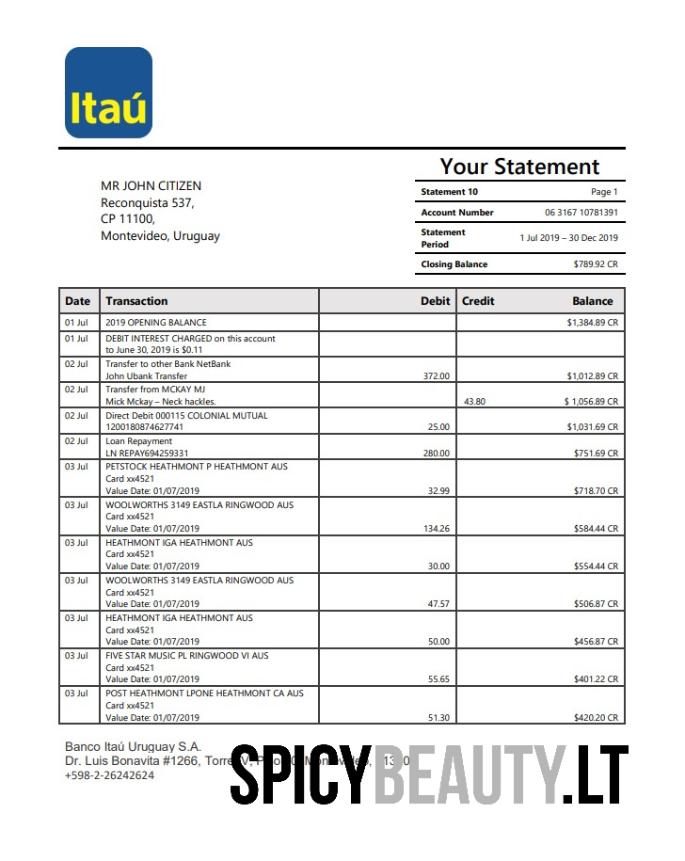 Itaú
Your Statement
MR JOHN CITIZEN
Reconquista 537,
CP 11100,
Montevideo, Uruguay
Statement 10 Page 1
Account Number 06 3167 10781391
Statement
Period 1 Jul 2019 – 30 Dec 2019
Closing Balance $789.92 CR
Date Transaction Debit Credit Balance
01 Jul 2019 OPENING BALANCE $1,384.89 CR
01 Jul DEBIT INTEREST CHARGED on this account
to June 30, 2019 is $0.11
02 Jul Transfer to other Bank NetBank
John Ubank Transfer 372.00 $1,012.89 CR
02 Jul Transfer from MCKAY MJ
Mick Mckay – Neck hackles. 43.80 $ 1,056.89 CR
02 Jul Direct Debit 000115 COLONIAL MUTUAL
1200180874627741 25.00 $1,031.69 CR
02 Jul Loan Repayment
LN REPAY694259331 280.00 $751.69 CR
03 Jul PETSTOCK HEATHMONT P HEATHMONT AUS
Card xx4521
Value Date: 01/07/2019 32.99 $718.70 CR
03 Jul WOOLWORTHS 3149 EASTLA RINGWOOD AUS
Card xx4521
Value Date: 01/07/2019 134.26 $584.44 CR
03 Jul HEATHMONT IGA HEATHMONT AUS
Card xx4521
Value Date: 01/07/2019 30.00 $554.44 CR
03 Jul WOOLWORTHS 3149 EASTLA RINGWOOD AUS
Card xx4521
Value Date: 01/07/2019 47.57 $506.87 CR
03 Jul HEATHMONT IGA HEATHMONT AUS
Card xx4521
Value Date: 01/07/2019 50.00 $456.87 CR
03 Jul FIVE STAR MUSIC PL RINGWOOD VI AUS
Card xx4521
Value Date: 01/07/2019 55.65 $401.22 CR
03 Jul POST HEATHMONT LPONE HEATHMONT CA AUS
Card xx4521
Value Date: 01/07/2019 51.30 $420.20 CR
Banco Itaú Uruguay S.A.
Dr. Luis Bonavita #1266, Torre
+598-2-26242624
SPICYBEAUTY.LT